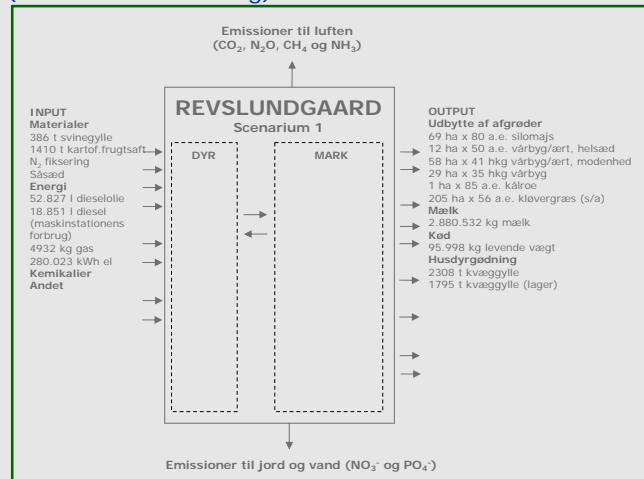 Emissioner til luften
(CO₂, N₂O, CH₄ og NH₃)
REVSLUNDGAARD
Scenarium 1
DYR
MARK
INPUT
Materialer
386 t svinegylle
1410 t kartof.frugtsaft
N₂ fiksering
Såsæd
Energi
52.827 l dieselolie
18.851 l diesel
(maskinstationens
forbrug)
4932 kg gas
280.023 kWh el
Kemikalier
Andet
OUTPUT
Udbytte af afgrøder
69 ha x 80 a.e. silomajs
12 ha x 50 a.e. vårbyg/ært, helsæd
58 ha x 41 hkg vårbyg/ært, modenhed
29 ha x 35 hkg vårbyg
1 ha x 85 a.e. kålroe
205 ha x 56 a.e. kløvergræs (s/a)
Mælk
2.880.532 kg mælk
Kød
95.998 kg levende vægt
Husdyrgødning
2308 t kvæggylle
1795 t kvæggylle (lager)
Emissioner til jord og vand (NO₃⁻ og PO₄⁻)